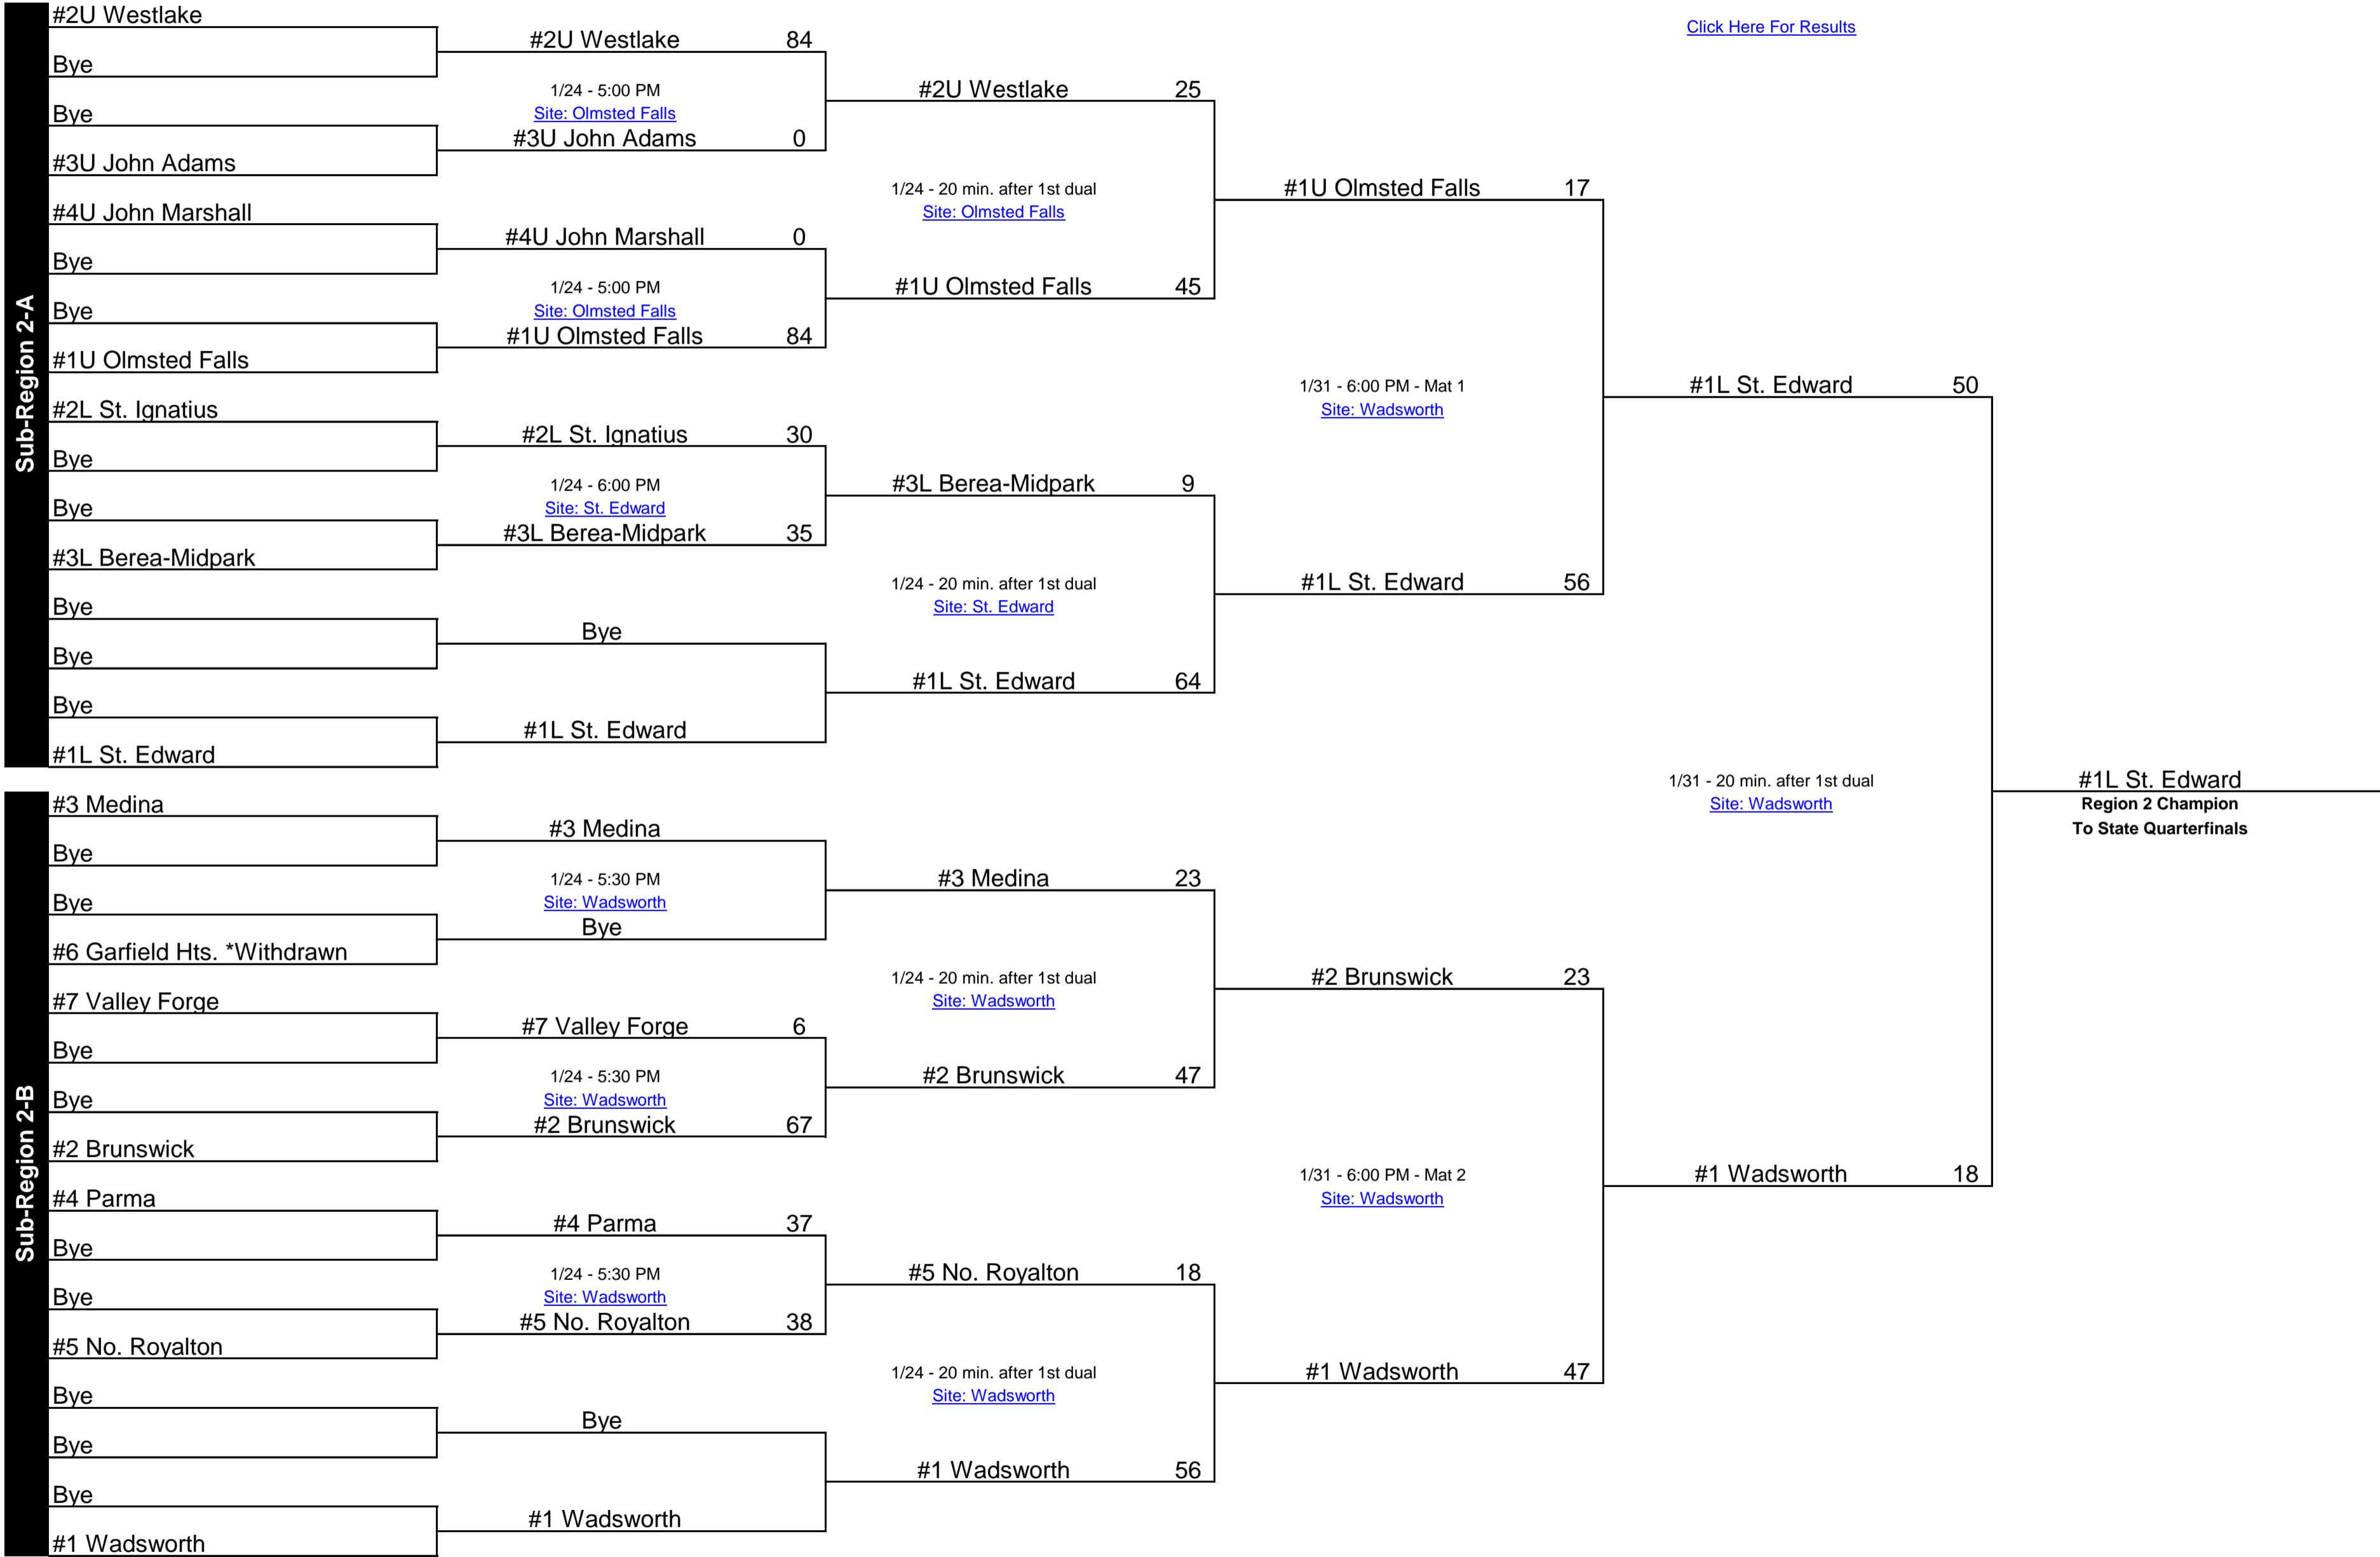 Click Here For Results
Sub-Region 2-A
#2U Westlake
Bye
Bye
#3U John Adams
#4U John Marshall
Bye
Bye
#1U Olmsted Falls
#2L St. Ignatius
Bye
Bye
#3L Berea-Midpark
Bye
Bye
Bye
#1L St. Edward
Sub-Region 2-B
#3 Medina
Bye
Bye
#6 Garfield Hts. *Withdrawn
#7 Valley Forge
Bye
Bye
#2 Brunswick
#4 Parma
Bye
Bye
#5 No. Royalton
Bye
Bye
Bye
#1 Wadsworth
#2U Westlake 84
1/24 - 5:00 PM
Site: Olmsted Falls
#3U John Adams 0
#4U John Marshall 0
1/24 - 5:00 PM
Site: Olmsted Falls
#1U Olmsted Falls 84
#2L St. Ignatius 30
1/24 - 6:00 PM
Site: St. Edward
#3L Berea-Midpark 35
Bye
#1L St. Edward
#3 Medina
1/24 - 5:30 PM
Site: Wadsworth
Bye
#7 Valley Forge 6
1/24 - 5:30 PM
Site: Wadsworth
#2 Brunswick 67
#4 Parma 37
1/24 - 5:30 PM
Site: Wadsworth
#5 No. Royalton 38
Bye
#1 Wadsworth
#2U Westlake 25
1/24 - 20 min. after 1st dual
Site: Olmsted Falls
#1U Olmsted Falls 45
#3L Berea-Midpark 9
1/24 - 20 min. after 1st dual
Site: St. Edward
#1L St. Edward 64
#3 Medina 23
1/24 - 20 min. after 1st dual
Site: Wadsworth
#2 Brunswick 47
#5 No. Royalton 18
1/24 - 20 min. after 1st dual
Site: Wadsworth
#1 Wadsworth 56
#1U Olmsted Falls 17
1/31 - 6:00 PM - Mat 1
Site: Wadsworth
#1L St. Edward 56
#2 Brunswick 23
1/31 - 6:00 PM - Mat 2
Site: Wadsworth
#1 Wadsworth 47
#1L St. Edward 50
1/31 - 20 min. after 1st dual
Site: Wadsworth
#1 Wadsworth 18
#1L St. Edward
Region 2 Champion
To State Quarterfinals